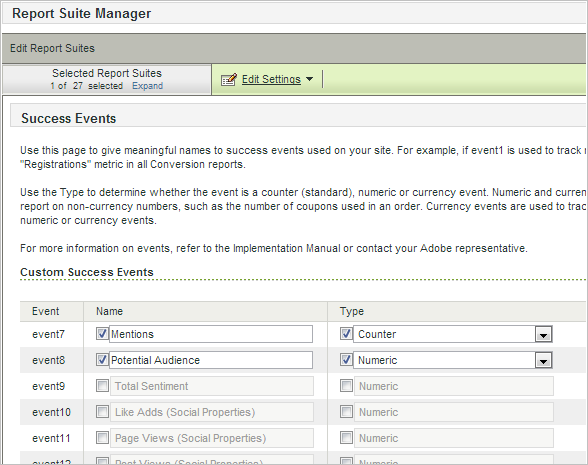 Report Suite Manager
Edit Report Suites
Selected Report Suites
1 of 27 selected Expand
Edit Settings
Success Events
Use this page to give meaningful names to success events used on your site. For example, if event1 is used to track
"Registrations" metric in all Conversion reports.
Use the Type to determine whether the event is a counter (standard), numeric or currency event. Numeric and
report on non-currency numbers, such as the number of coupons used in an order. Currency events are used to
numeric or currency events.
For more information on events, refer to the Implementation Manual or contact your Adobe representative.
Custom Success Events
Event Name Type
event7 Mentions Counter
event8 Potential Audience Numeric
event9 Total Sentiment Numeric
event10 Like Adds (Social Properties) Numeric
event11 Page Views (Social Properties) Numeric